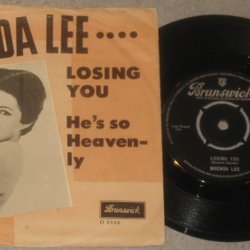 DA LEE.....
LOSING
YOU
He's so
Heaven-
ly
Brunswick
Brunswick
LOSING YOU
BRENDA LEE